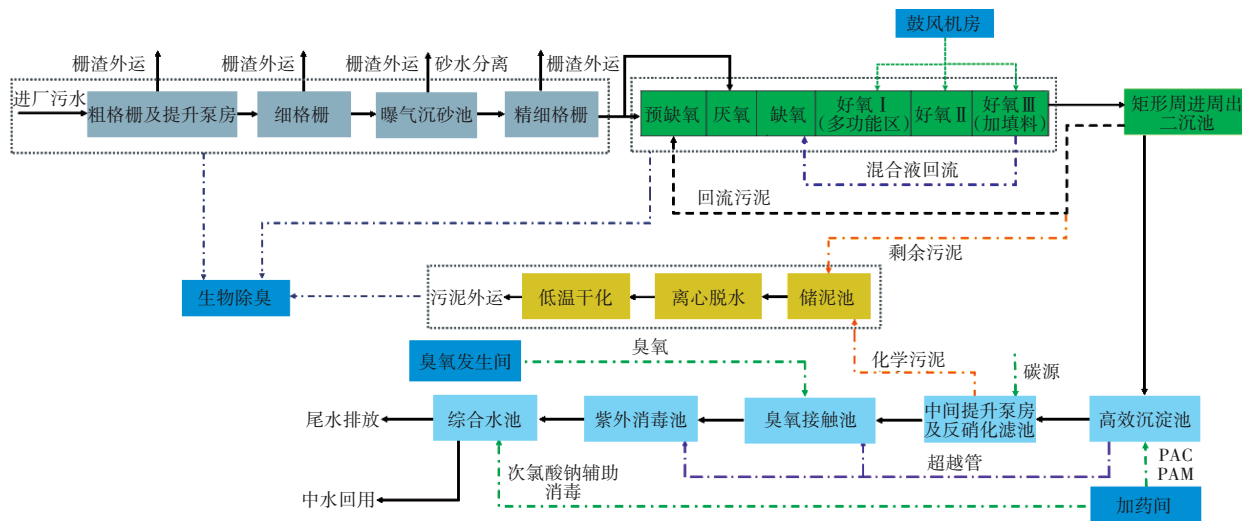 鼓风机房
栅渣外运
栅渣外运
栅渣外运
砂水分离
栅渣外运
进厂污水
粗格栅及提升泵房
细格栅
曝气沉砂池
精细格栅
预缺氧
厌氧
缺氧
好氧Ⅰ
(多功能区)
好氧Ⅱ
好氧Ⅲ
(加填料)
矩形周进周出
二沉池
混合液回流
回流污泥
剩余污泥
生物除臭
污泥外运
低温干化
离心脱水
储泥池
臭氧发生间
臭氧
化学污泥
碳源
尾水排放
综合水池
紫外消毒池
臭氧接触池
中间提升泵房
及反硝化滤池
高效沉淀池
次氯酸钠辅助
消毒
超越管
PAC
PAM
中水回用
加药间